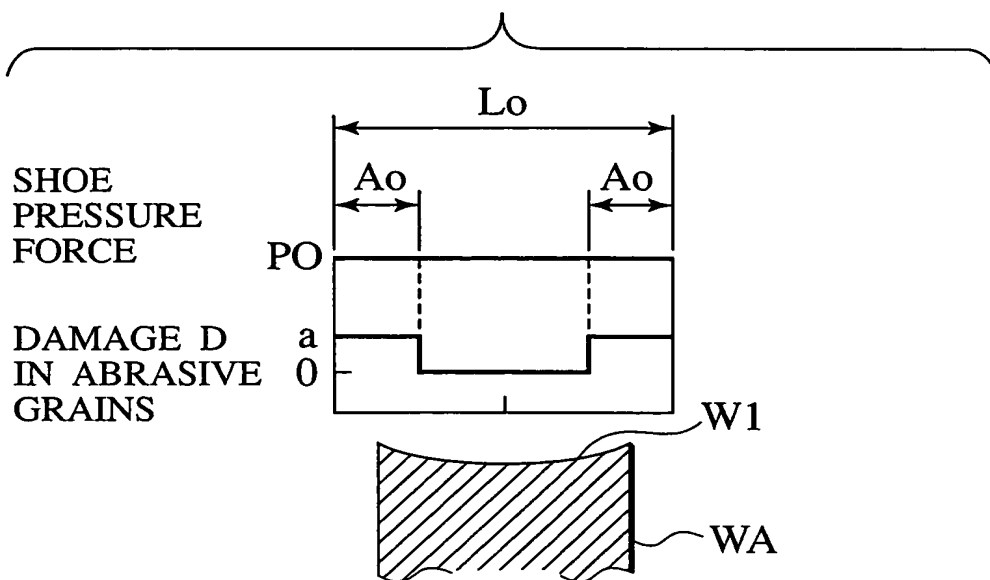 Lo
Ao Ao
SHOE
PRESSURE
FORCE
PO
DAMAGE D
IN ABRASIVE
GRAINS
a
0
W1
WA